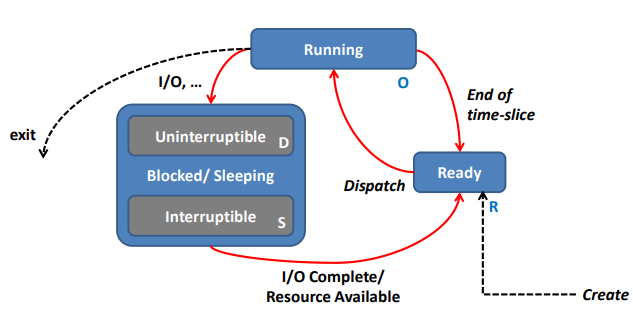 Running
I/O, ...
O
End of
time-slice
exit
Uninterruptible D
Blocked/ Sleeping
Interruptible S
Dispatch
Ready
R
I/O Complete/
Resource Available
Create